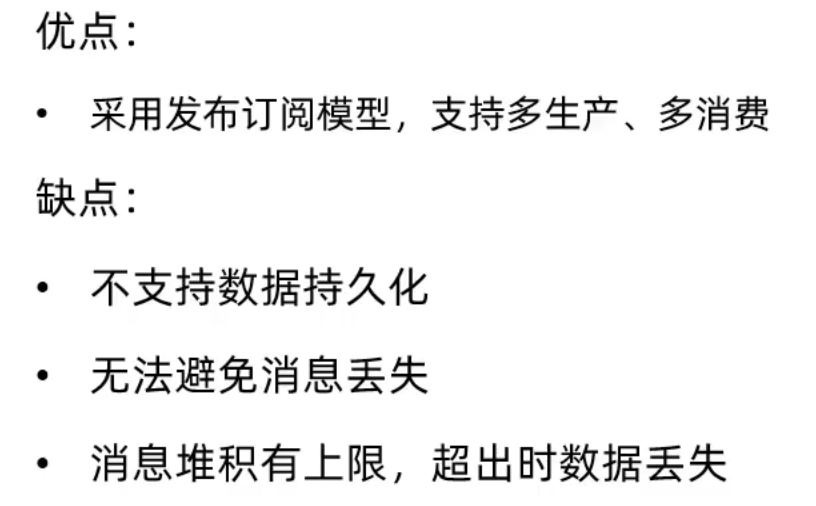 优点：
• 采用发布订阅模型，支持多生产、多消费
缺点：
• 不支持数据持久化
• 无法避免消息丢失
• 消息堆积有上限，超出时数据丢失